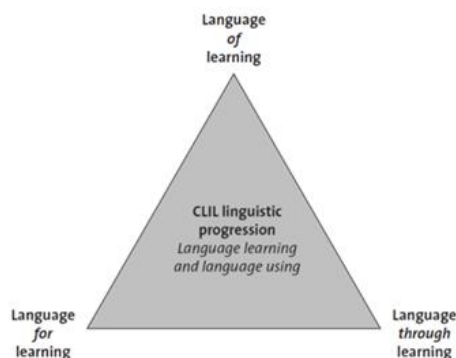 Language
of
learning
CLIL linguistic
progression
Language learning
and language using
Language
for
learning
Language
through
learning